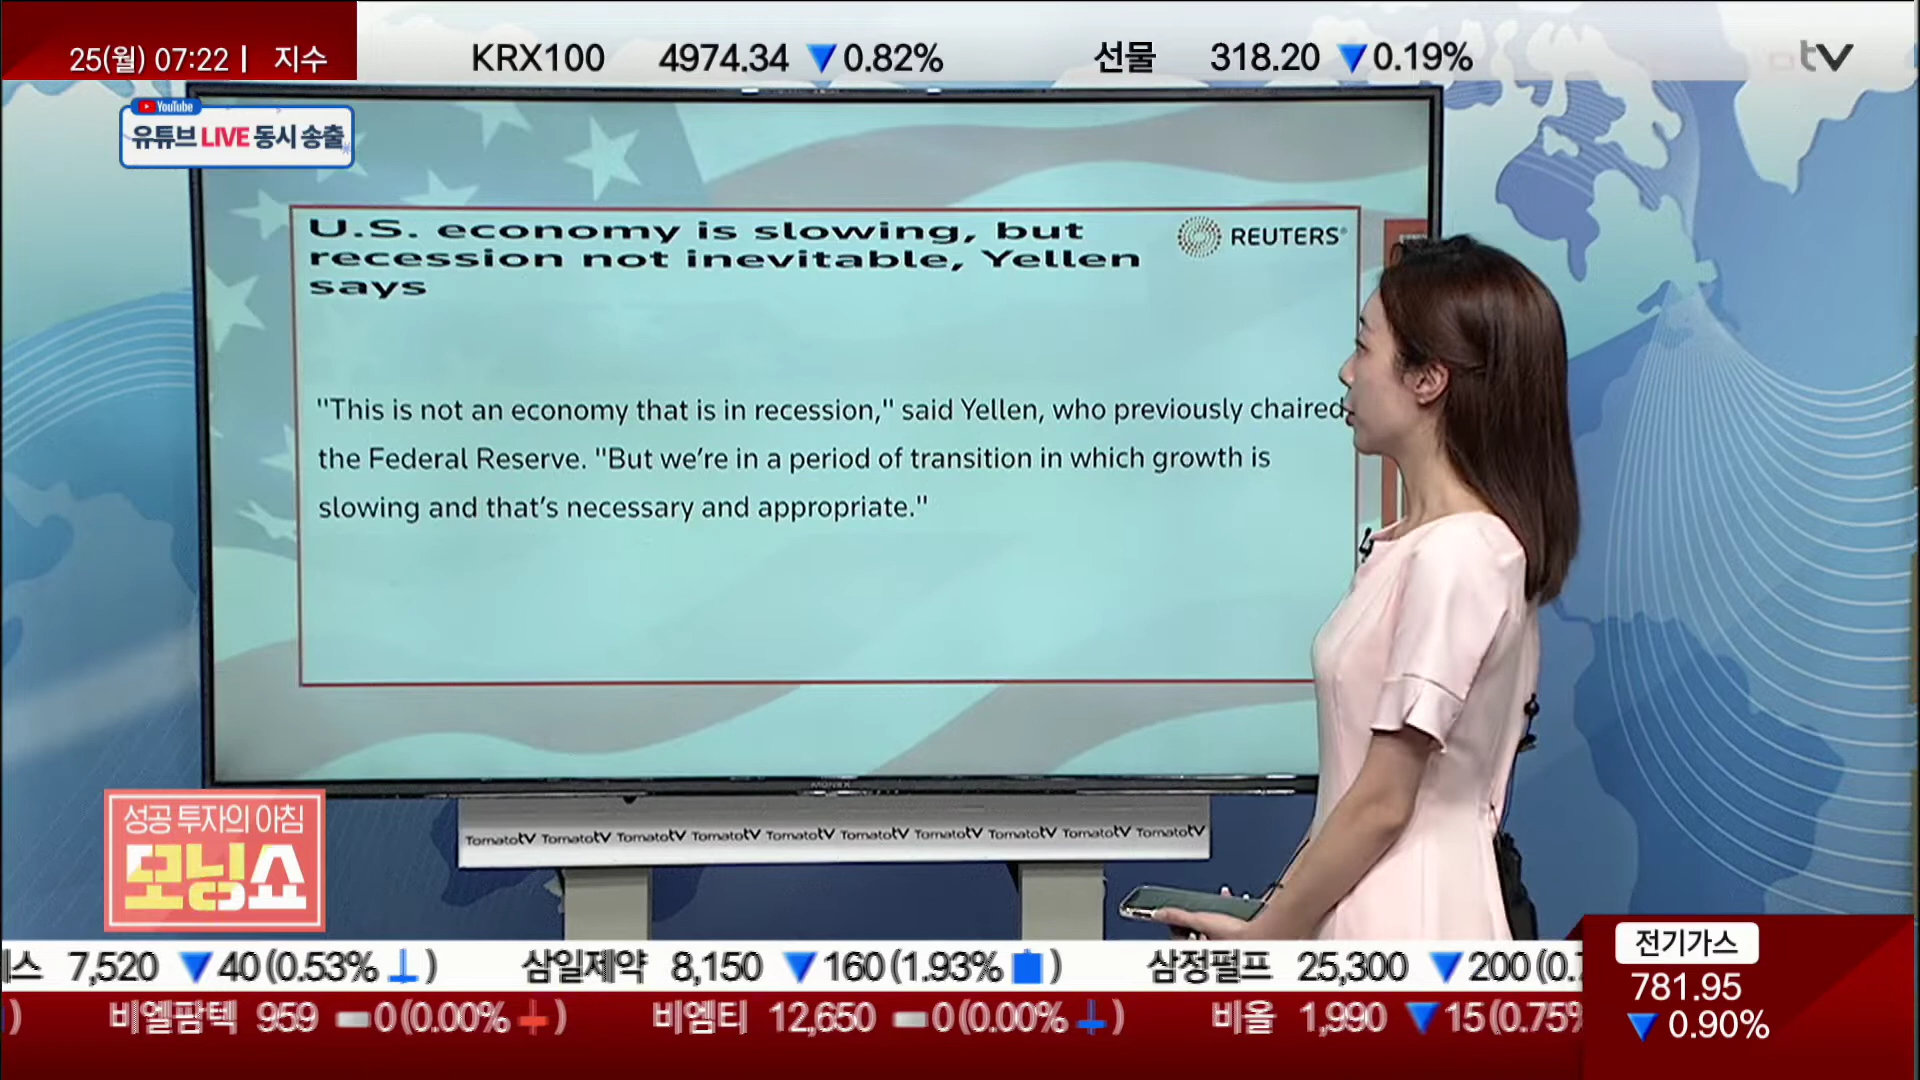 25(월) 07:22 | 지수
KRX100 4974.34 ▼0.82% 선물 318.20 ▼0.19%
tv
YouTube
유튜브 LIVE 동시 송출
U.S. economy is slowing, but
recession not inevitable, Yellen
says
REUTERS
"This is not an economy that is in recession," said Yellen, who previously chaired
the Federal Reserve. "But we’re in a period of transition in which growth is
slowing and that’s necessary and appropriate."
TomatoTV TomatoTV TomatoTV TomatoTV TomatoTV TomatoTV TomatoTV TomatoTV TomatoTV TomatoTV
성공 투자의 아침
모닝쇼
스 7,520 ▼40(0.53% ) 삼일제약 8,150 ▼160(1.93% ) 삼정펄프 25,300 ▼200(0.7
) 비엘팜텍 959 0(0.00% ) 비엠티 12,650 0(0.00% ) 비올 1,990 ▼15(0.75%
전기가스
781.95
▼ 0.90%